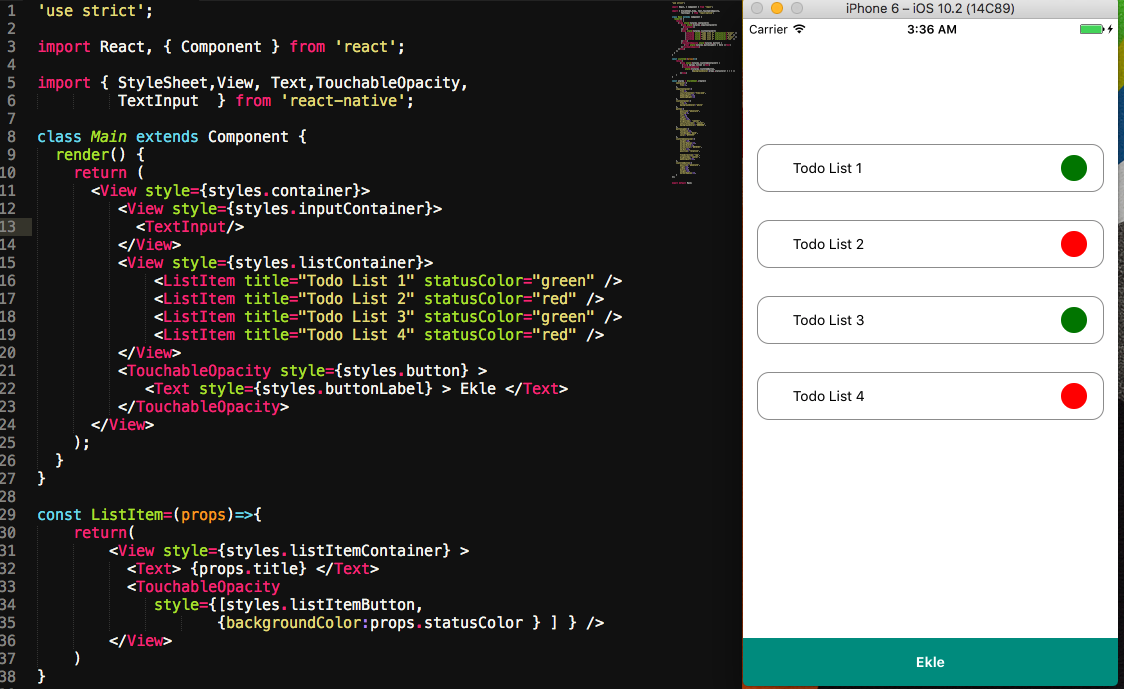 1 'use strict';
2
3 import React, { Component } from 'react';
4
5 import { StyleSheet,View, Text,TouchableOpacity,
6 TextInput  } from 'react-native';
7
8 class Main extends Component {
9 render() {
10 return (
11 <View style={styles.container}>
12 <View style={styles.inputContainer}>
13 <TextInput/>
14 </View>
15 <View style={styles.listContainer}>
16 <ListItem title="Todo List 1" statusColor="green" />
17 <ListItem title="Todo List 2" statusColor="red" />
18 <ListItem title="Todo List 3" statusColor="green" />
19 <ListItem title="Todo List 4" statusColor="red" />
20 </View>
21 <TouchableOpacity style={styles.button} >
22 <Text style={styles.buttonLabel} > Ekle </Text>
23 </TouchableOpacity>
24 </View>
25 );
26 }
27 }
28
29 const ListItem=(props)=>{
30 return(
31 <View style={styles.listItemContainer} >
32 <Text> {props.title} </Text>
33 <TouchableOpacity
34 style={[styles.listItemButton,
35 {backgroundColor:props.statusColor } ] } />
36 </View>
37 )
38 }
iPhone 6 – iOS 10.2 (14C89)
Carrier 3:36 AM
Todo List 1
Todo List 2
Todo List 3
Todo List 4
Ekle